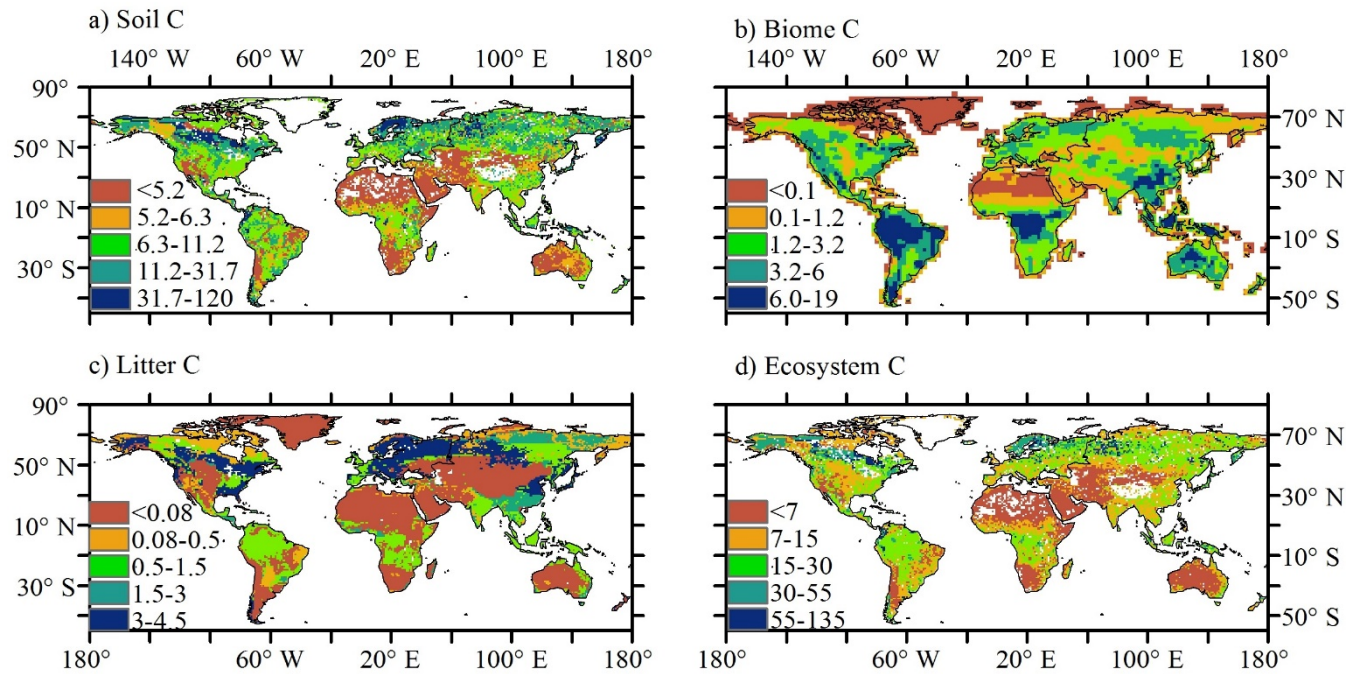 a) Soil C
b) Biome C
140° W 60° W 20° E 100° E 180°
140° W 60° W 20° E 100° E 180°
90°
50° N
10° N
30° S
<5.2
5.2-6.3
6.3-11.2
11.2-31.7
31.7-120
<0.1
0.1-1.2
1.2-3.2
3.2-6
6.0-19
70° N
30° N
10° S
50° S
c) Litter C
d) Ecosystem C
90°
50° N
10° N
30° S
<0.08
0.08-0.5
0.5-1.5
1.5-3
3-4.5
<7
7-15
15-30
30-55
55-135
70° N
30° N
10° S
50° S
180° 60° W 20° E 100° E 180°
60° W 20° E 100° E 180°